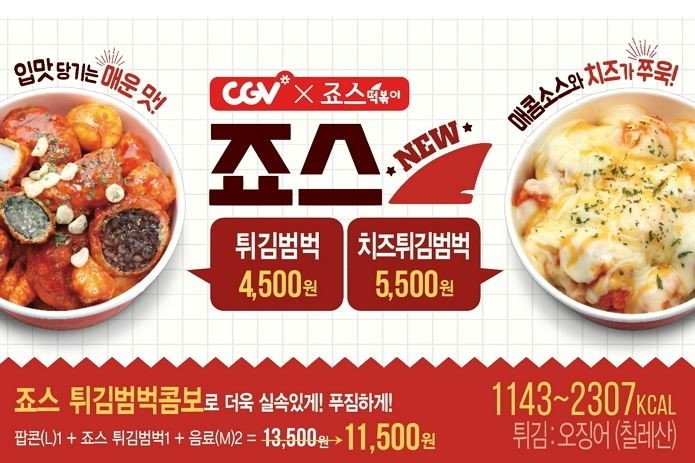 입맛 당기는 매운 맛!
CGV × 죠스떡볶이
매콤소스와 치즈가 쭈욱!
죠스 NEW
튀김범벅
4,500원
치즈튀김범벅
5,500원
죠스 튀김범벅콤보로 더욱 실속있게! 푸짐하게!
팝콘(L)1 + 죠스 튀김범벅1 + 음료(M)2 = 13,500원→11,500원
1143~2307KCAL
튀김 : 오징어 (칠레산)